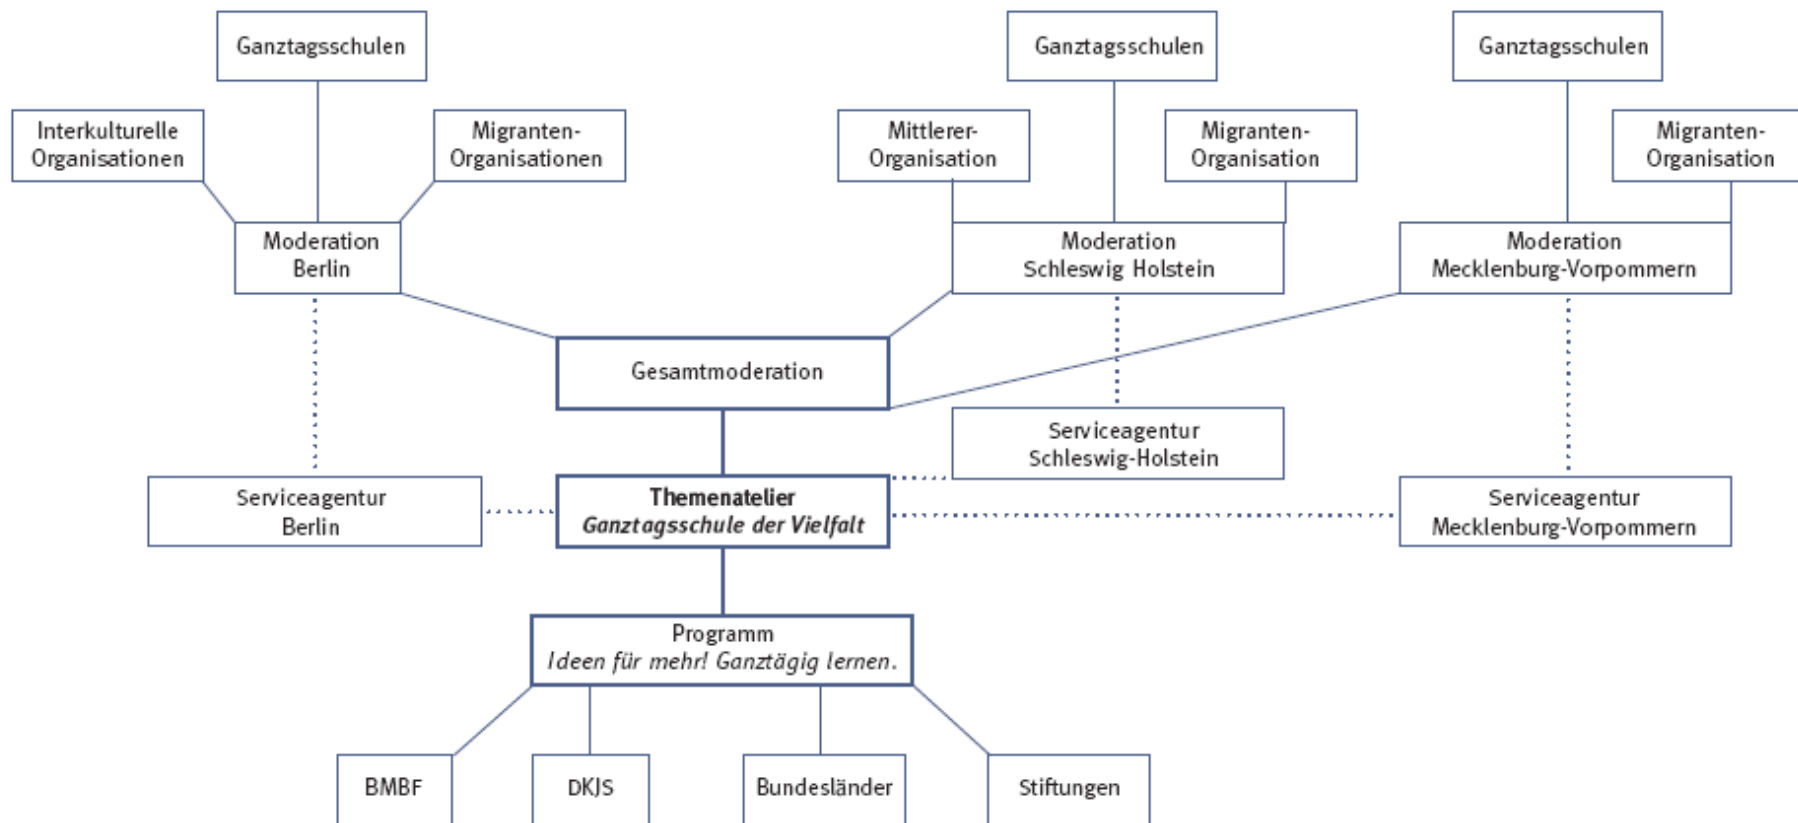 Ganztagsschulen
Ganztagsschulen
Ganztagsschulen
Interkulturelle
Organisationen
Migranten-
Organisationen
Mittlerer-
Organisation
Migranten-
Organisation
Migranten-
Organisation
Moderation
Berlin
Moderation
Schleswig Holstein
Moderation
Mecklenburg-Vorpommern
Gesamtmoderation
Serviceagentur
Schleswig-Holstein
Serviceagentur
Berlin
Themenatelier
Ganztagsschule der Vielfalt
Serviceagentur
Mecklenburg-Vorpommern
Programm
Ideen für mehr! Ganztägig lernen.
BMBF
DKJS
Bundesländer
Stiftungen